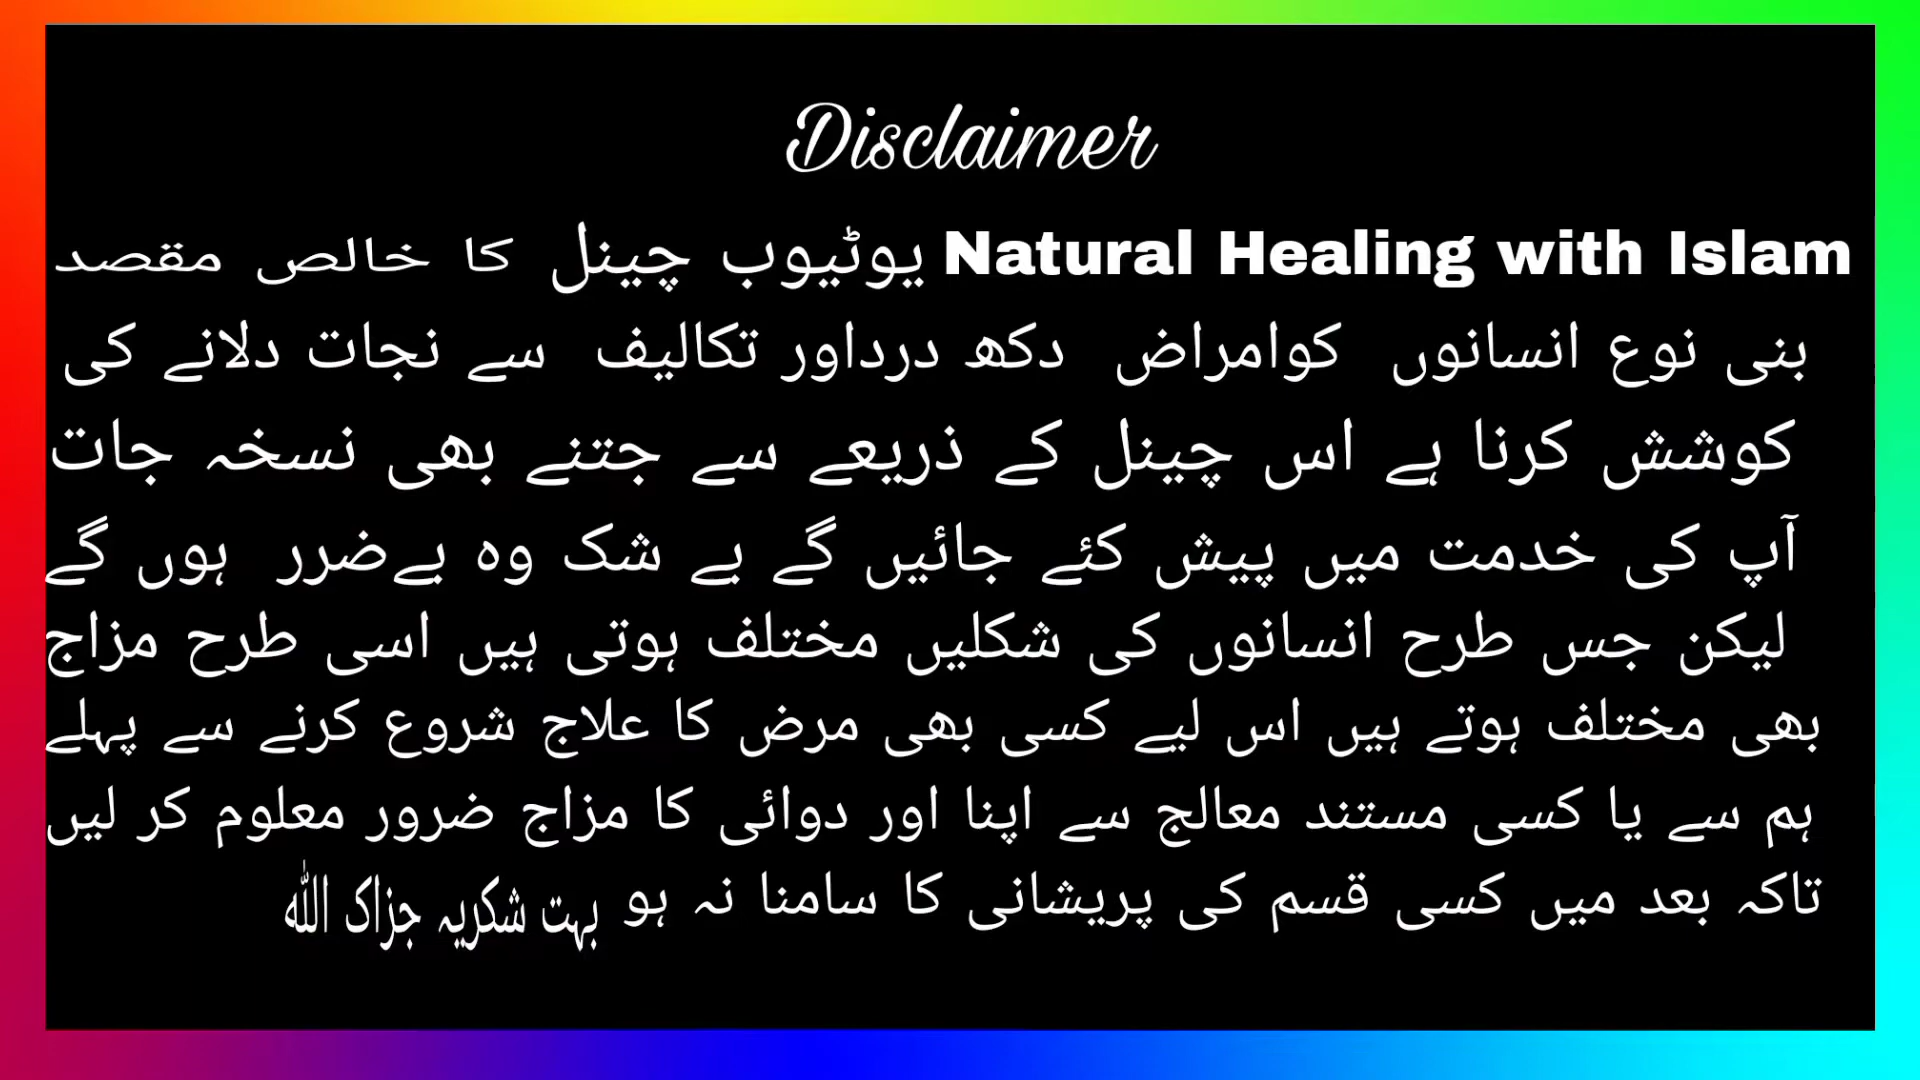 Disclaimer
Natural Healing with Islam یوٹیوب چینل کا خالص مقصد
بنی نوع انسانوں کوامراض دکھ درداور تکالیف سے نجات دلانے کی
کوشش کرنا ہے اس چینل کے ذریعے سے جتنے بھی نسخہ جات
آپ کی خدمت میں پیش کئے جائیں گے بے شک وہ بےضرر ہوں گے
لیکن جس طرح انسانوں کی شکلیں مختلف ہوتی ہیں اسی طرح مزاج
بھی مختلف ہوتے ہیں اس لیے کسی بھی مرض کا علاج شروع کرنے سے پہلے
ہم سے یا کسی مستند معالج سے اپنا اور دوائی کا مزاج ضرور معلوم کر لیں
تاکہ بعد میں کسی قسم کی پریشانی کا سامنا نہ ہو بہت شکریہ جزاک اللہ